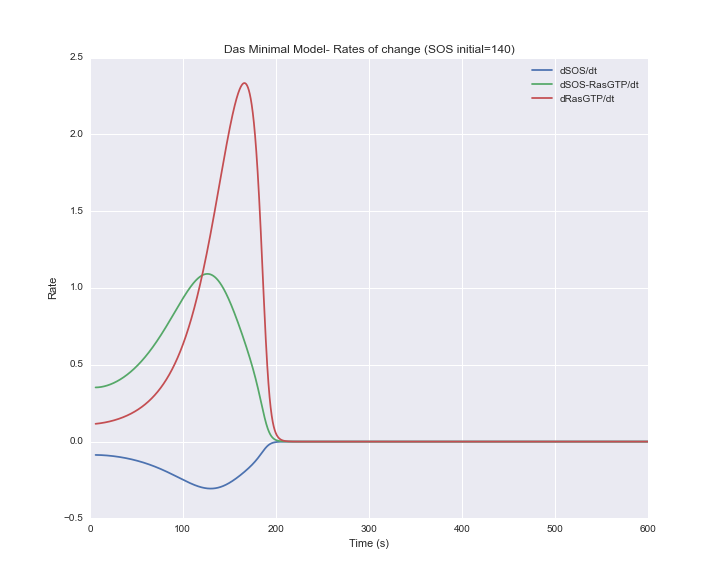 Das Minimal Model- Rates of change (SOS initial=140)
dSOS/dt
dSOS-RasGTP/dt
dRasGTP/dt
2.5
2.0
1.5
1.0
0.5
0.0
−0.5
Rate
0 100 200 300 400 500 600
Time (s)